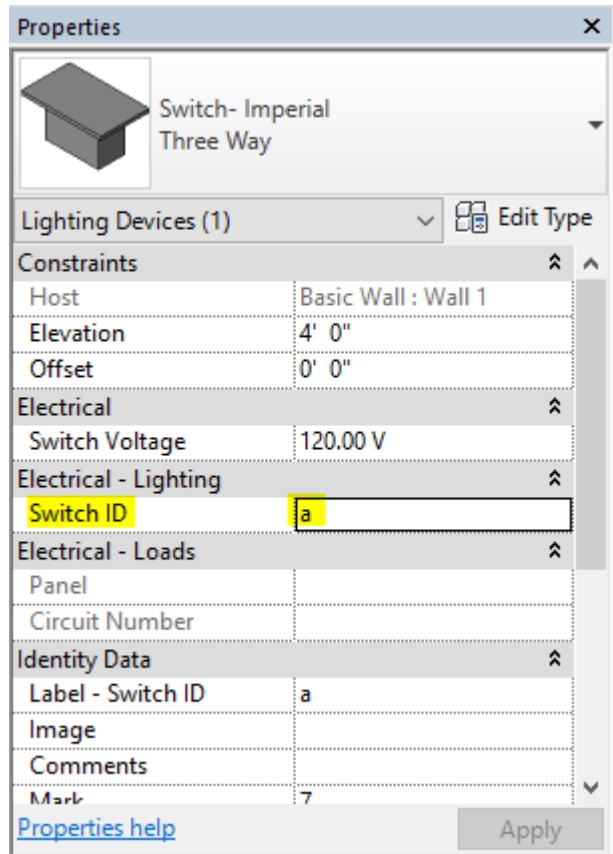 Properties
Switch- Imperial
Three Way
Lighting Devices (1) Edit Type
Constraints
Host Basic Wall : Wall 1
Elevation 4' 0"
Offset 0' 0"
Electrical
Switch Voltage 120.00 V
Electrical - Lighting
Switch ID a
Electrical - Loads
Panel
Circuit Number
Identity Data
Label - Switch ID a
Image
Comments
Mark 7
Properties help Apply